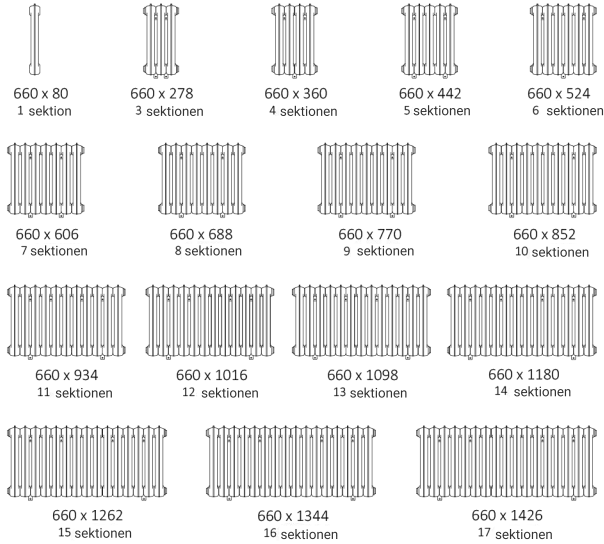 660 x 80
1 sektion
660 x 278
3 sektionen
660 x 360
4 sektionen
660 x 442
5 sektionen
660 x 524
6 sektionen
660 x 606
7 sektionen
660 x 688
8 sektionen
660 x 770
9 sektionen
660 x 852
10 sektionen
660 x 934
11 sektionen
660 x 1016
12 sektionen
660 x 1098
13 sektionen
660 x 1180
14 sektionen
660 x 1262
15 sektionen
660 x 1344
16 sektionen
660 x 1426
17 sektionen